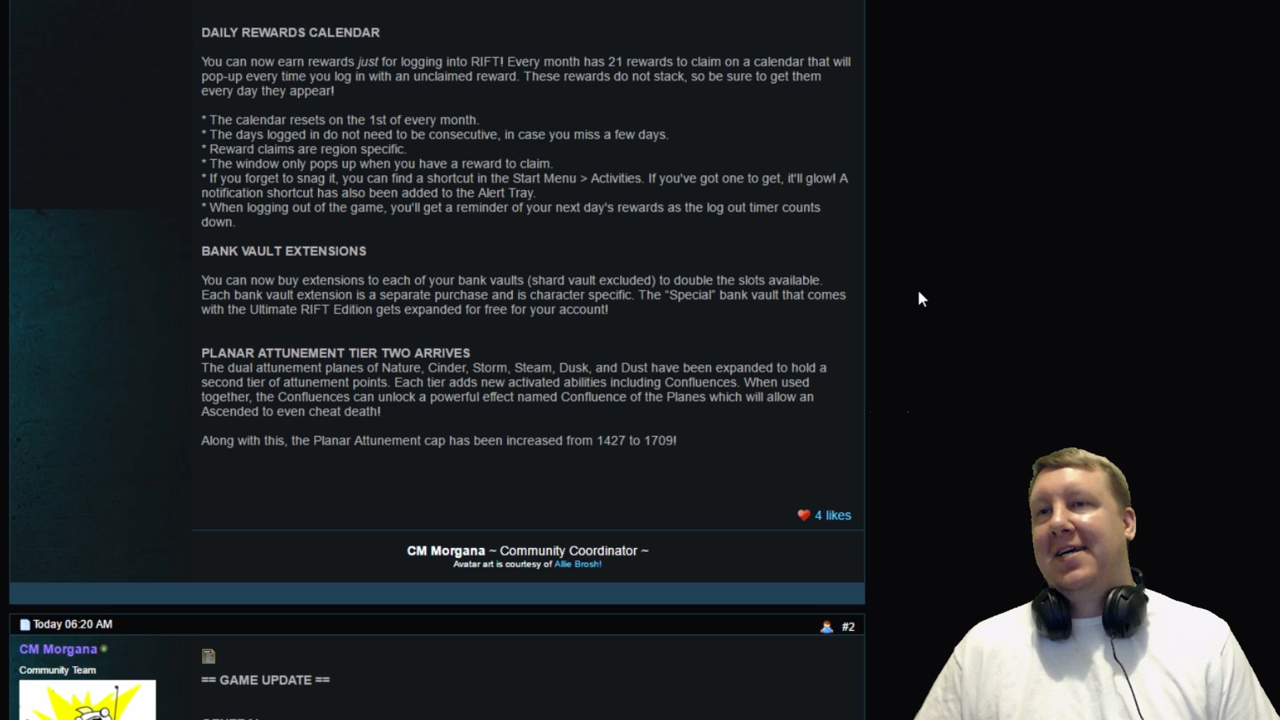 DAILY REWARDS CALENDAR
You can now earn rewards just for logging into RIFT! Every month has 21 rewards to claim on a calendar that will
pop-up every time you log in with an unclaimed reward. These rewards do not stack, so be sure to get them
every day they appear!
* The calendar resets on the 1st of every month.
* The days logged in do not need to be consecutive, in case you miss a few days.
* Reward claims are region specific.
* The window only pops up when you have a reward to claim.
* If you forget to snag it, you can find a shortcut in the Start Menu > Activities. If you've got one to get, it'll glow! A
notification shortcut has also been added to the Alert Tray.
* When logging out of the game, you'll get a reminder of your next day's rewards as the log out timer counts
down.
BANK VAULT EXTENSIONS
You can now buy extensions to each of your bank vaults (shard vault excluded) to double the slots available.
Each bank vault extension is a separate purchase and is character specific. The “Special” bank vault that comes
with the Ultimate RIFT Edition gets expanded for free for your account!
PLANAR ATTUNEMENT TIER TWO ARRIVES
The dual attunement planes of Nature, Cinder, Storm, Steam, Dusk, and Dust have been expanded to hold a
second tier of attunement points. Each tier adds new activated abilities including Confluences. When used
together, the Confluences can unlock a powerful effect named Confluence of the Planes which will allow an
Ascended to even cheat death!
Along with this, the Planar Attunement cap has been increased from 1427 to 1709!
4 likes
CM Morgana ~ Community Coordinator ~
Avatar art is courtesy of Allie Brosh!
Today 06:20 AM
#2
CM Morgana
Community Team
== GAME UPDATE ==